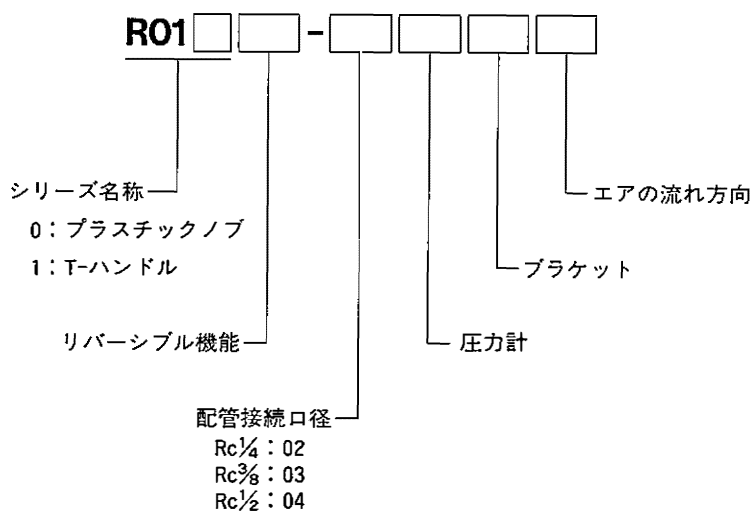 R01□□-□□□□
シリーズ名称
0：プラスチックノブ
1：T-ハンドル
リバーシブル機能
配管接続口径
Rc¼：02
Rc⅜：03
Rc½：04
圧力計
ブラケット
エアの流れ方向